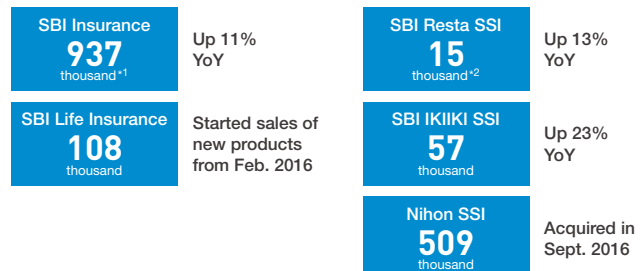 SBI Insurance
937
thousand*1
Up 11%
YoY
SBI Life Insurance
108
thousand
Started sales of
new products
from Feb. 2016
SBI Resta SSI
15
thousand*2
Up 13%
YoY
SBI IKIIKI SSI
57
thousand
Up 23%
YoY
Nihon SSI
509
thousand
Acquired in
Sept. 2016